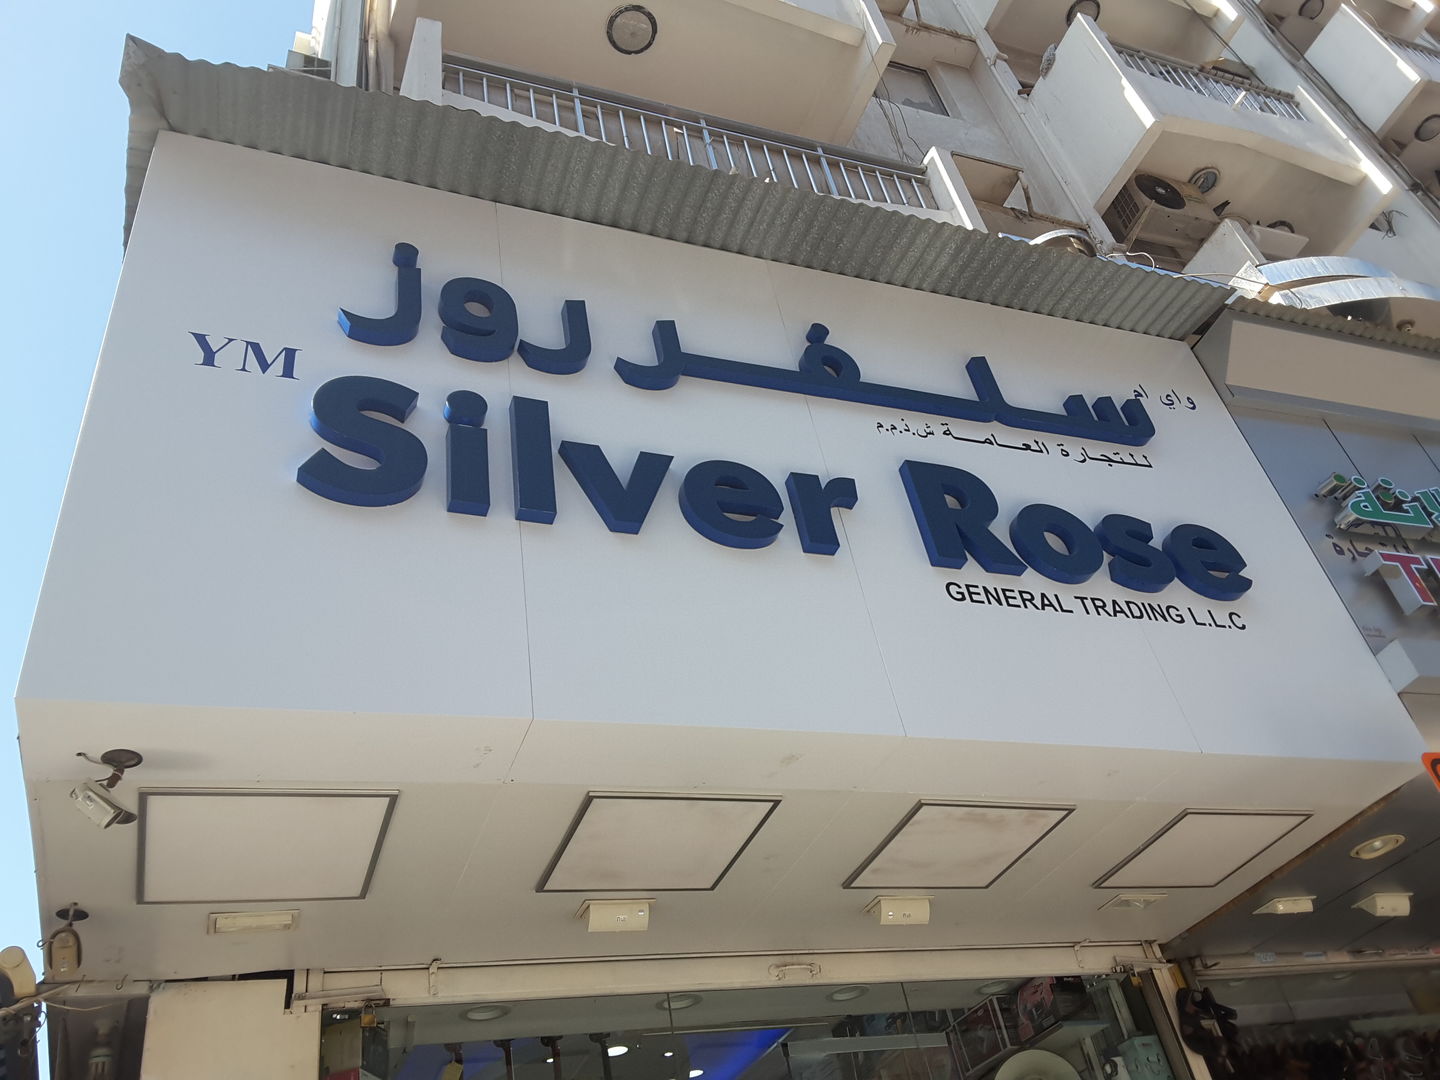 واي ام
سلفر روز
للتجارة العامة ش.ذ.م.م
YM
Silver Rose
GENERAL TRADING L.L.C